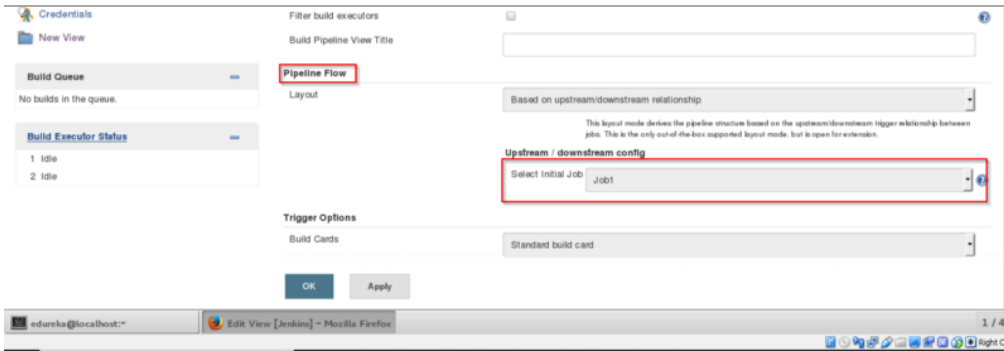 Credentials
New View
Build Queue
No builds in the queue.
Build Executor Status
1 Idle
2 Idle
Filter build executors
Build Pipeline View Title
Pipeline Flow
Layout
Based on upstream/downstream relationship
This layout mode derives the pipeline structure based on the upstream/downstream trigger relationship between
jobs. This is the only out-of-the-box supported layout mode, but is open for extension.
Upstream / downstream config
Select Initial Job
Job1
Trigger Options
Build Cards
Standard build card
OK
Apply
edureka@localhost:~
Edit View [Jenkins] - Mozilla Firefox
1 / 4
Right C